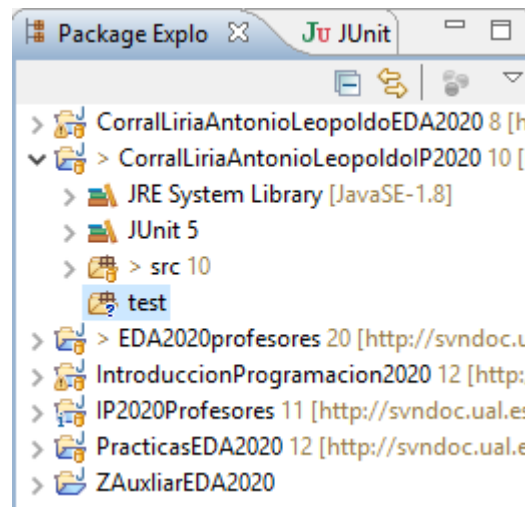 Package Explo JU JUnit
> CorralLiriaAntonioLeopoldoEDA2020 8 [h
> CorralLiriaAntonioLeopoldoIP2020 10 [
JRE System Library [JavaSE-1.8]
JUnit 5
> src 10
test
> EDA2020profesores 20 [http://svndoc.u
IntroduccionProgramacion2020 12 [http:
IP2020Profesores 11 [http://svndoc.ual.es
PracticasEDA2020 12 [http://svndoc.ual.e
ZAuxliarEDA2020